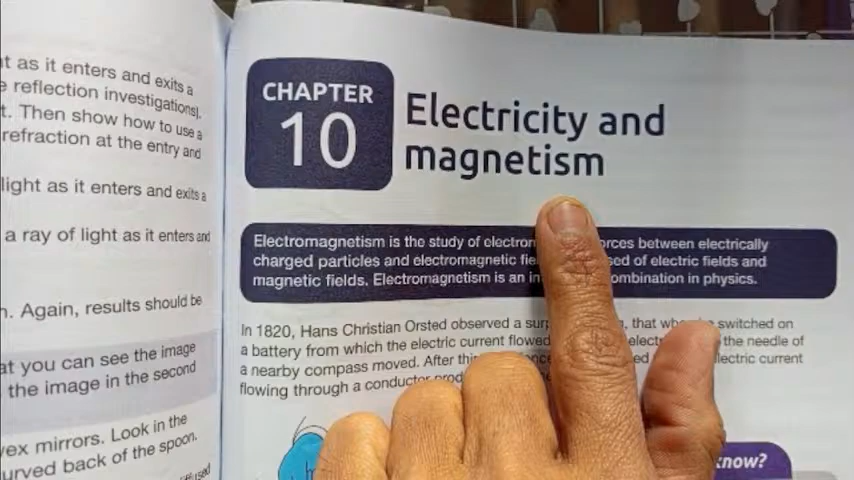 t as it enters and exits a
e reflection investigations).
t. Then show how to use a
refraction at the entry and
light as it enters and exits a
a ray of light as it enters and
n. Again, results should be
at you can see the image
the image in the second
vex mirrors. Look in the
urved back of the spoon.
CHAPTER
10
Electricity and
magnetism
Electromagnetism is the study of electron orces between electrically
charged particles and electromagnetic fie sed of electric fields and
magnetic fields. Electromagnetism is an in ombination in physics.
In 1820, Hans Christian Orsted observed a sur that switched on
a battery from which the electric current flowed elect the needle of
a nearby compass moved. After this ed lectric current
flowing through a conductor prod
know?